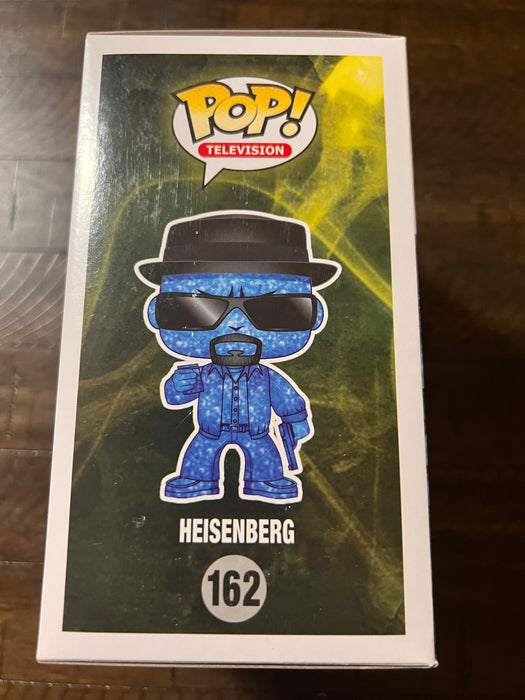 POP!
TELEVISION
HEISENBERG
162